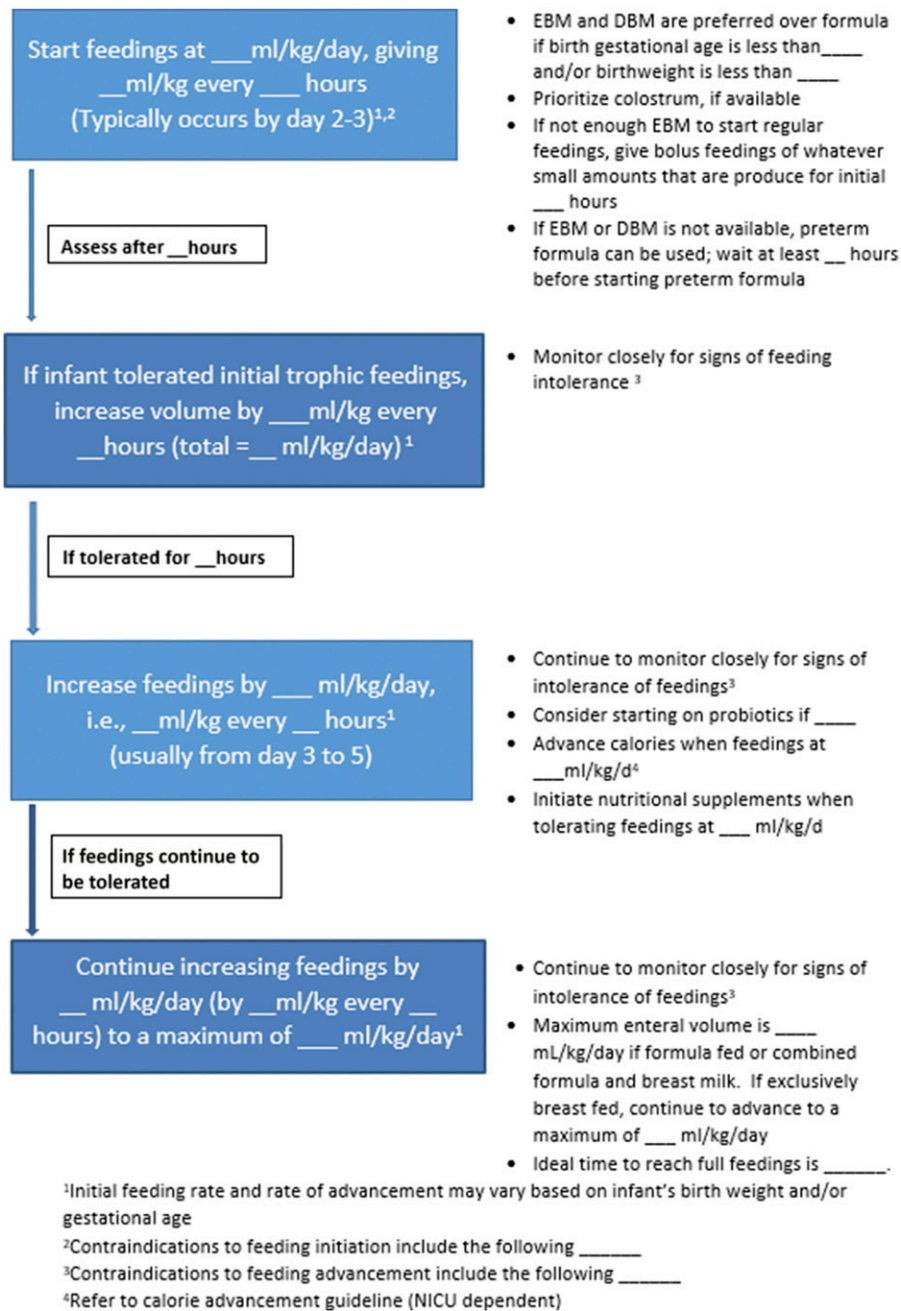 Start feedings at ___ml/kg/day, giving
__ml/kg every ___ hours
(Typically occurs by day 2-3)¹,²
• EBM and DBM are preferred over formula
if birth gestational age is less than____
and/or birthweight is less than ____
• Prioritize colostrum, if available
• If not enough EBM to start regular
feedings, give bolus feedings of whatever
small amounts that are produce for initial
___ hours
• If EBM or DBM is not available, preterm
formula can be used; wait at least __ hours
before starting preterm formula
Assess after __hours
If infant tolerated initial trophic feedings,
increase volume by ___ml/kg every
__hours (total =__ ml/kg/day) ¹
• Monitor closely for signs of feeding
intolerance ³
If tolerated for __hours
Increase feedings by ___ ml/kg/day,
i.e., __ml/kg every __ hours¹
(usually from day 3 to 5)
• Continue to monitor closely for signs of
intolerance of feedings³
• Consider starting on probiotics if ____
• Advance calories when feedings at
___ml/kg/d⁴
• Initiate nutritional supplements when
tolerating feedings at ___ ml/kg/d
If feedings continue to
be tolerated
Continue increasing feedings by
__ ml/kg/day (by __ml/kg every __
hours) to a maximum of ___ ml/kg/day¹
• Continue to monitor closely for signs of
intolerance of feedings³
• Maximum enteral volume is ____
mL/kg/day if formula fed or combined
formula and breast milk.  If exclusively
breast fed, continue to advance to a
maximum of ___ ml/kg/day
• Ideal time to reach full feedings is ______.
¹Initial feeding rate and rate of advancement may vary based on infant's birth weight and/or
gestational age
²Contraindications to feeding initiation include the following ______
³Contraindications to feeding advancement include the following ______
⁴Refer to calorie advancement guideline (NICU dependent)